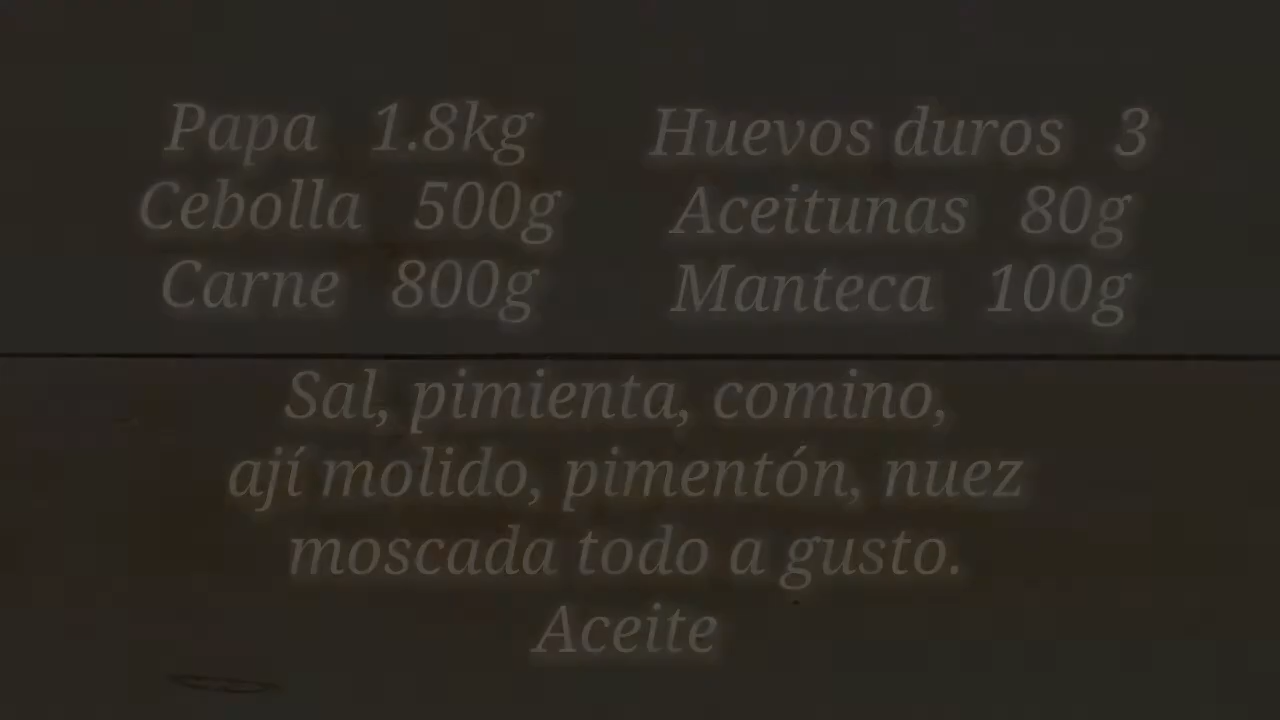 Papa 1.8kg
Cebolla 500g
Carne 800g
Huevos duros 3
Aceitunas 80g
Manteca 100g
Sal, pimienta, comino,
ají molido, pimentón, nuez
moscada todo a gusto.
Aceite